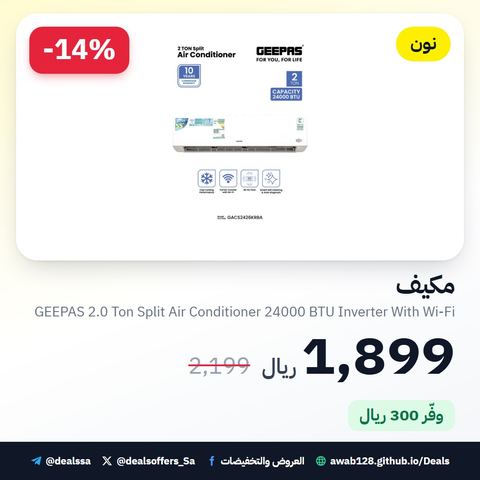 -14%
نون
2 TON Split
Air Conditioner
GEEPAS
FOR YOU, FOR LIFE
10
YEARS
2
TON
CAPACITY
24000 BTU
مكيف
GEEPAS 2.0 Ton Split Air Conditioner 24000 BTU Inverter With Wi-Fi
1,899 ريال 2,199
وفّر 300 ريال
@dealssa @dealsoffers_Sa العروض والتخفيضات awab128.github.io/Deals